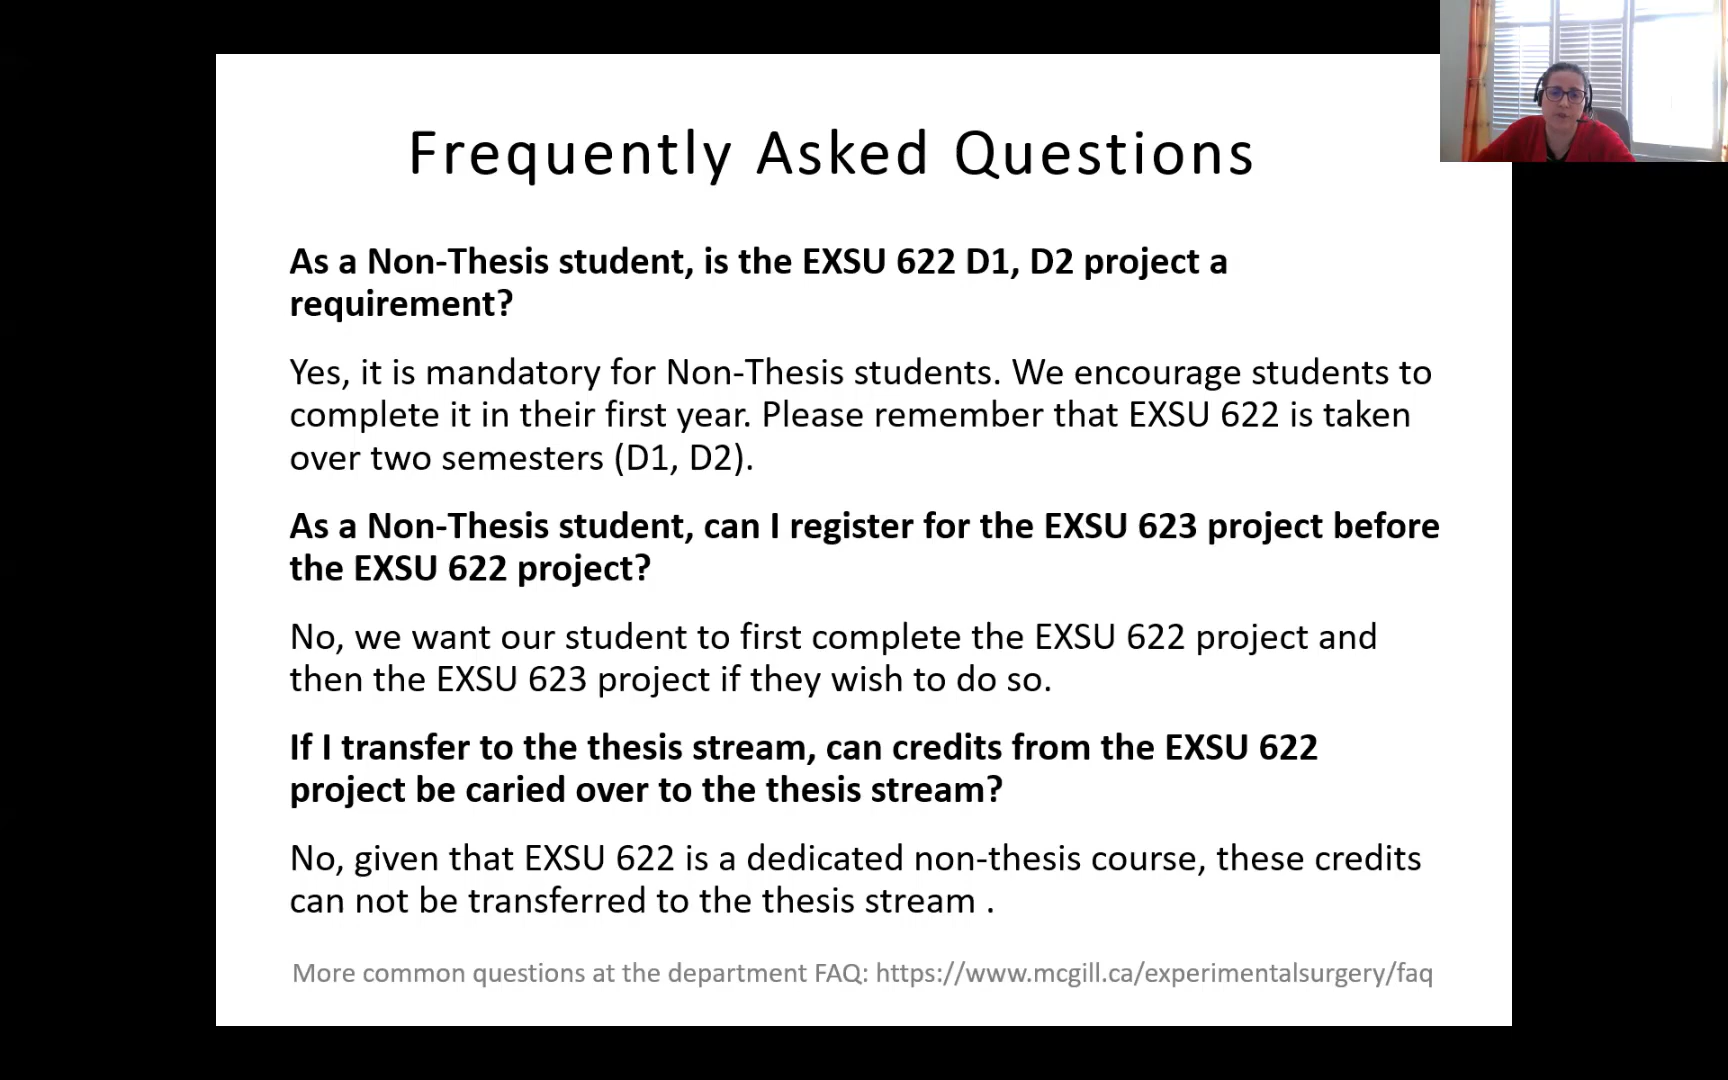 Frequently Asked Questions
As a Non-Thesis student, is the EXSU 622 D1, D2 project a
requirement?
Yes, it is mandatory for Non-Thesis students. We encourage students to
complete it in their first year. Please remember that EXSU 622 is taken
over two semesters (D1, D2).
As a Non-Thesis student, can I register for the EXSU 623 project before
the EXSU 622 project?
No, we want our student to first complete the EXSU 622 project and
then the EXSU 623 project if they wish to do so.
If I transfer to the thesis stream, can credits from the EXSU 622
project be caried over to the thesis stream?
No, given that EXSU 622 is a dedicated non-thesis course, these credits
can not be transferred to the thesis stream .
More common questions at the department FAQ: https://www.mcgill.ca/experimentalsurgery/faq